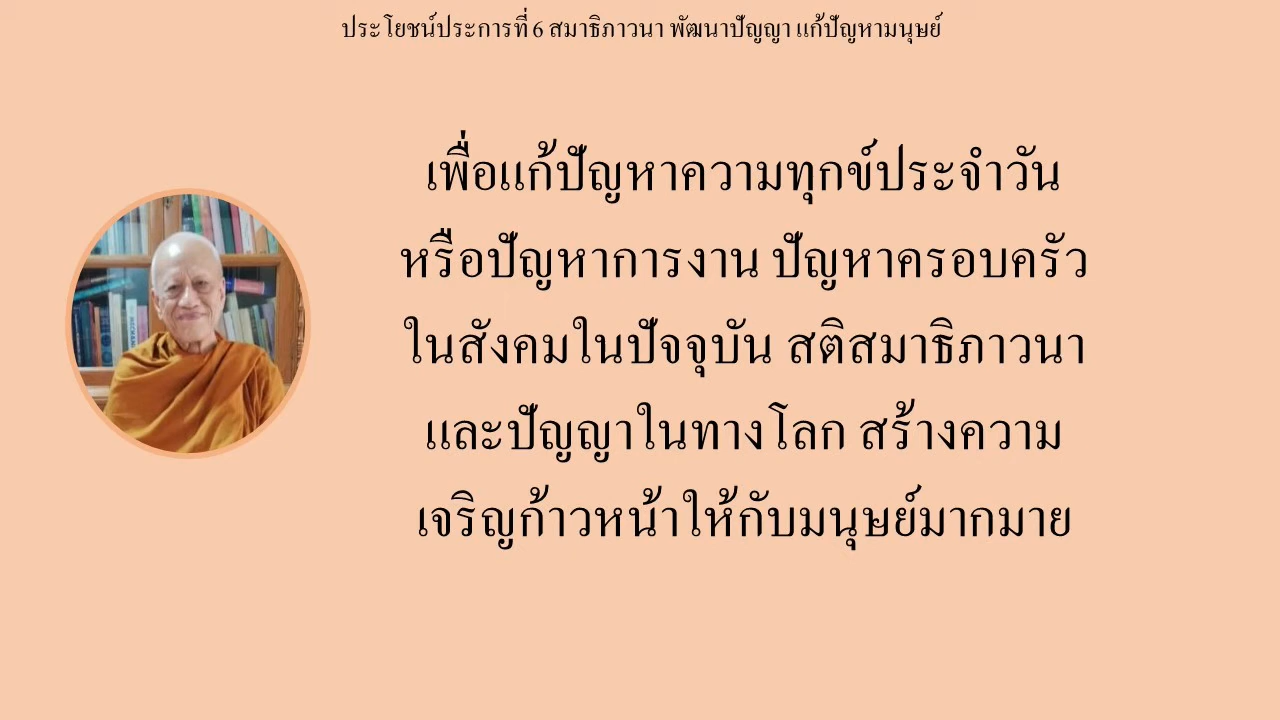 ประโยชน์ประการที่ 6 สมาธิภาวนา พัฒนาปัญญา แก้ปัญหามนุษย์
เพื่อแก้ปัญหาความทุกข์ประจำวัน
หรือปัญหาการงาน ปัญหาครอบครัว
ในสังคมในปัจจุบัน สติสมาธิภาวนา
และปัญญาในทางโลก สร้างความ
เจริญก้าวหน้าให้กับมนุษย์มากมาย